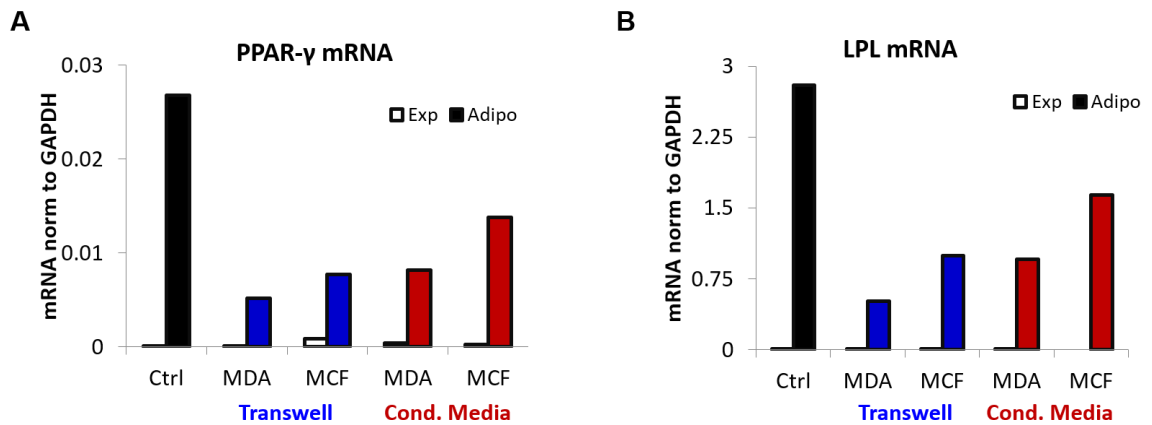 A
PPAR-γ mRNA
mRNA norm to GAPDH
0.03
0.02
0.01
0
Exp Adipo
Ctrl MDA MCF MDA MCF
Transwell Cond. Media
B
LPL mRNA
mRNA norm to GAPDH
3
2.25
1.5
0.75
0
Exp Adipo
Ctrl MDA MCF MDA MCF
Transwell Cond. Media